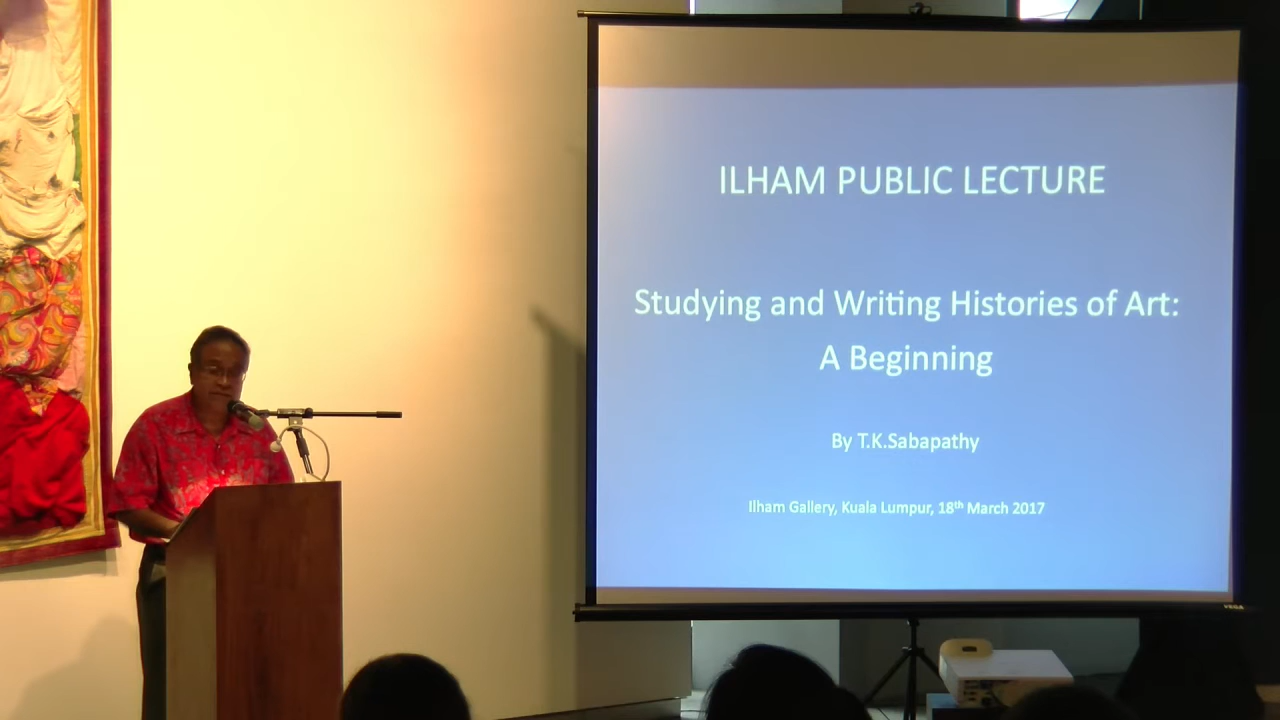 ILHAM PUBLIC LECTURE
Studying and Writing Histories of Art:
A Beginning
By T.K.Sabapathy
Ilham Gallery, Kuala Lumpur, 18th March 2017
VEGA